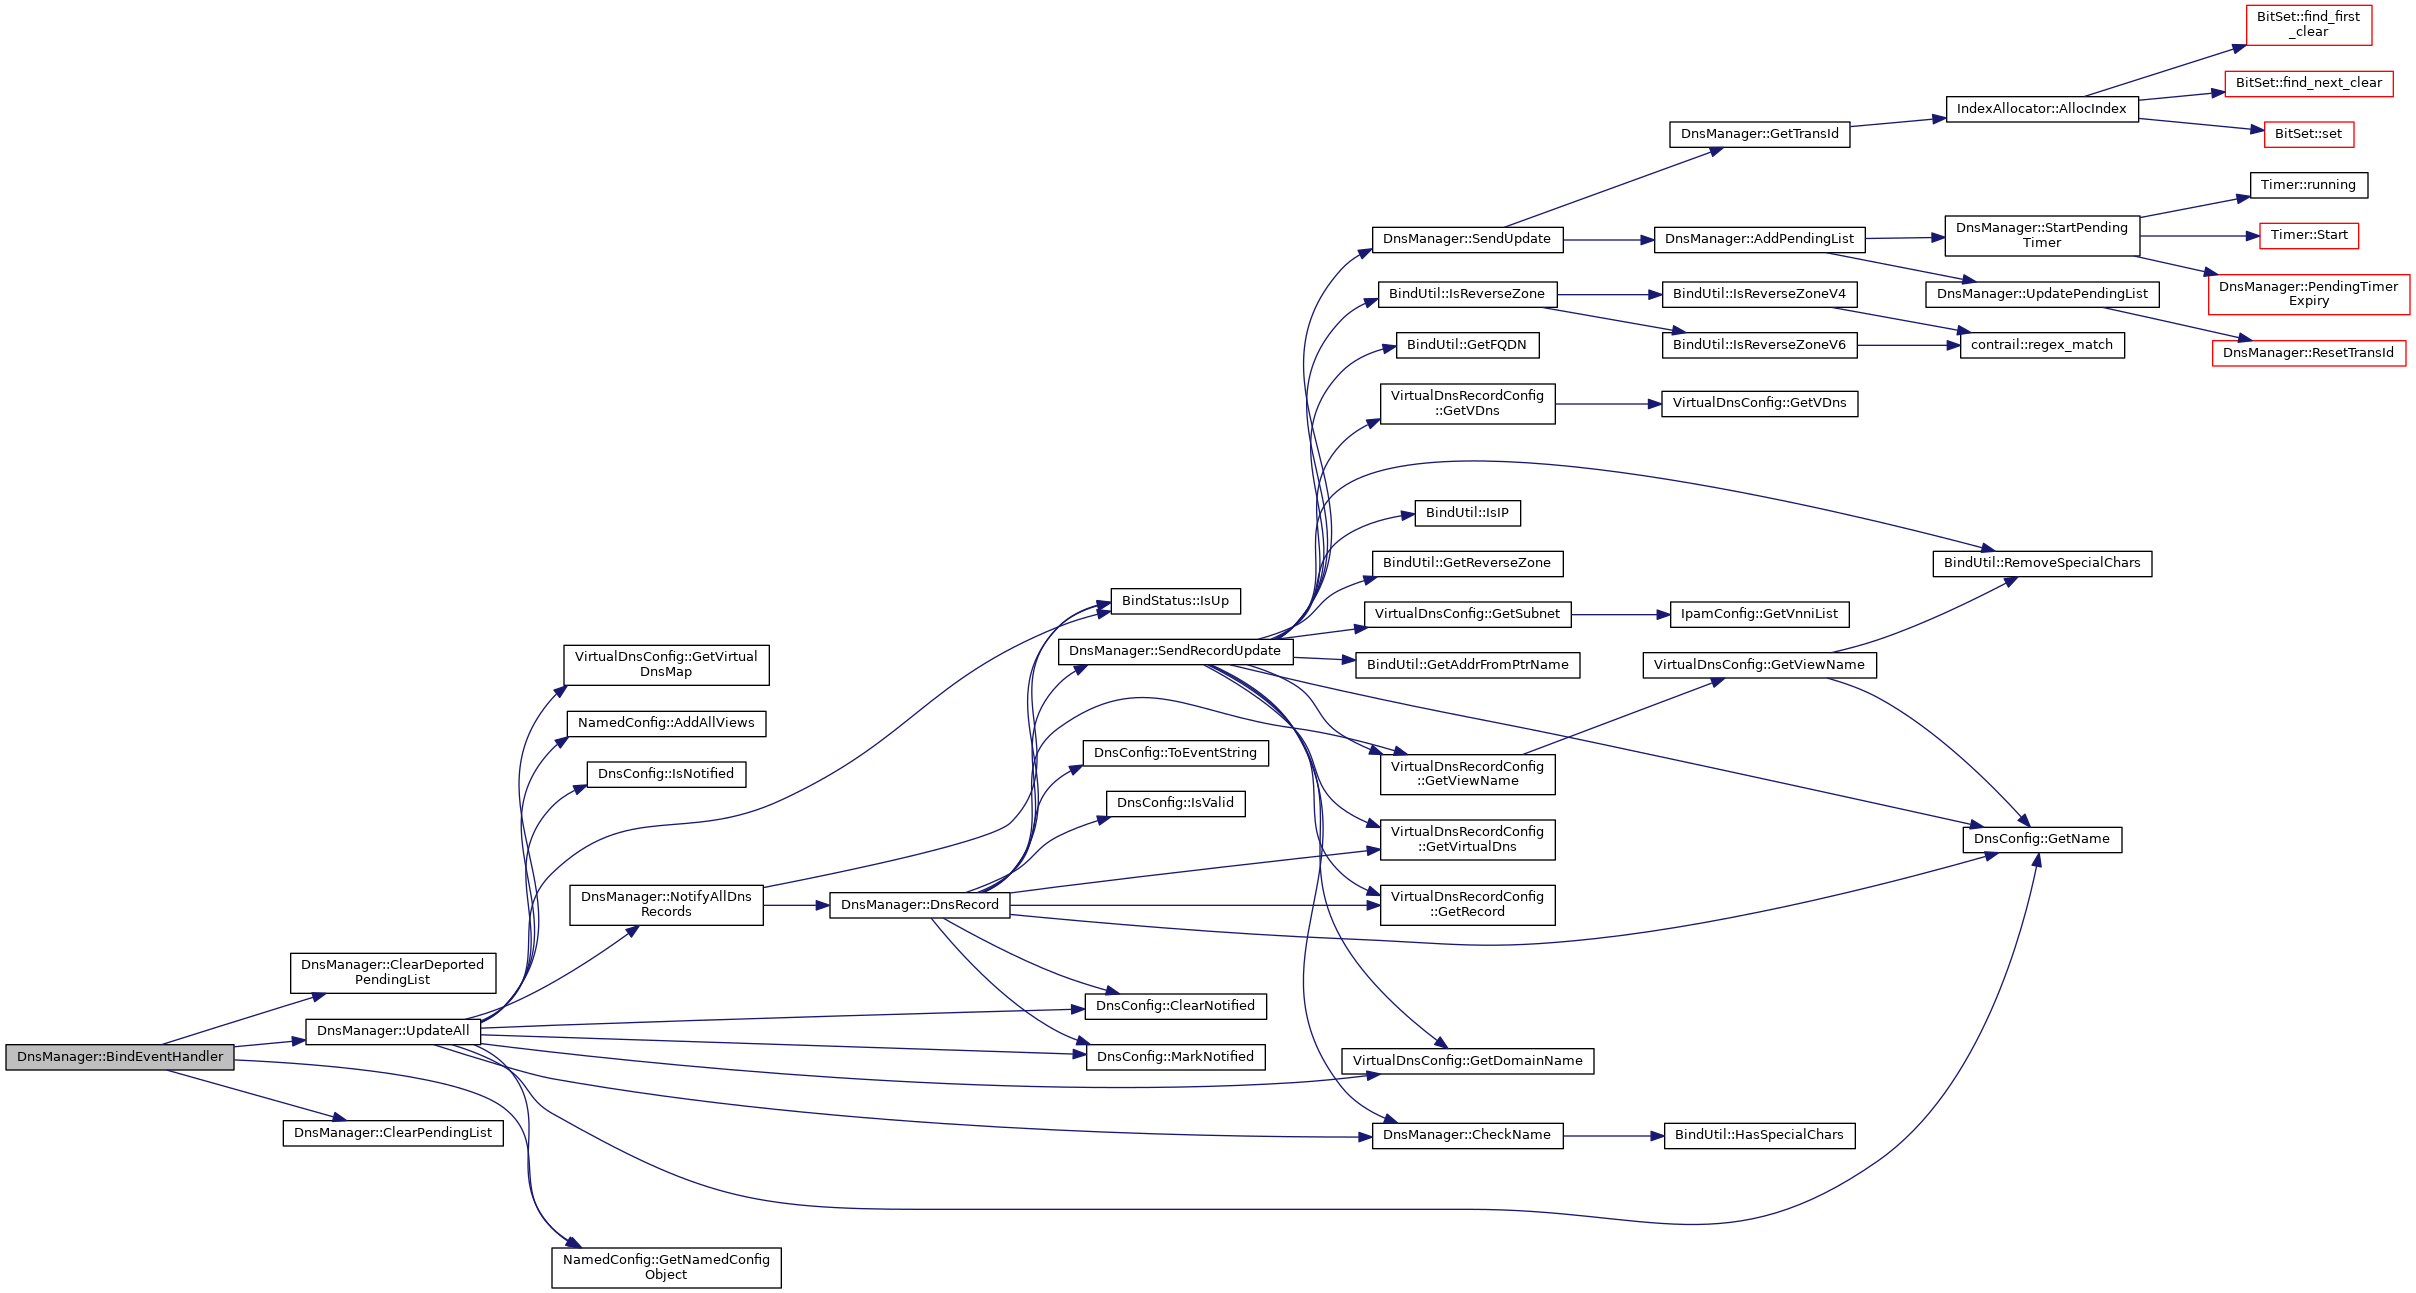 BitSet::find_first
_clear
BitSet::find_next_clear
IndexAllocator::AllocIndex
DnsManager::GetTransId
BitSet::set
Timer::running
DnsManager::SendUpdate
DnsManager::AddPendingList
DnsManager::StartPending
Timer
Timer::Start
BindUtil::IsReverseZone
BindUtil::IsReverseZoneV4
DnsManager::UpdatePendingList
DnsManager::PendingTimer
Expiry
BindUtil::GetFQDN
BindUtil::IsReverseZoneV6
contrail::regex_match
DnsManager::ResetTransId
VirtualDnsRecordConfig
::GetVDns
VirtualDnsConfig::GetVDns
BindUtil::IsIP
BindUtil::GetReverseZone
BindUtil::RemoveSpecialChars
BindStatus::IsUp
VirtualDnsConfig::GetSubnet
IpamConfig::GetVnniList
DnsManager::SendRecordUpdate
VirtualDnsConfig::GetVirtual
DnsMap
BindUtil::GetAddrFromPtrName
VirtualDnsConfig::GetViewName
NamedConfig::AddAllViews
DnsConfig::ToEventString
VirtualDnsRecordConfig
::GetViewName
DnsConfig::IsNotified
DnsConfig::IsValid
VirtualDnsRecordConfig
::GetVirtualDns
DnsConfig::GetName
DnsManager::NotifyAllDns
Records
DnsManager::DnsRecord
VirtualDnsRecordConfig
::GetRecord
DnsManager::ClearDeported
PendingList
DnsConfig::ClearNotified
DnsManager::UpdateAll
DnsManager::BindEventHandler
DnsConfig::MarkNotified
VirtualDnsConfig::GetDomainName
DnsManager::ClearPendingList
DnsManager::CheckName
BindUtil::HasSpecialChars
NamedConfig::GetNamedConfig
Object